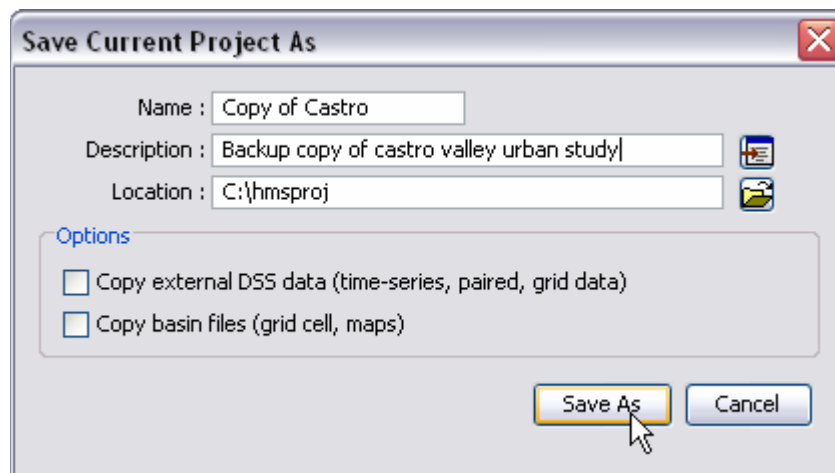 Save Current Project As
Name : Copy of Castro
Description : Backup copy of castro valley urban study
Location : C:\hmsproj
Options
Copy external DSS data (time-series, paired, grid data)
Copy basin files (grid cell, maps)
Save As Cancel